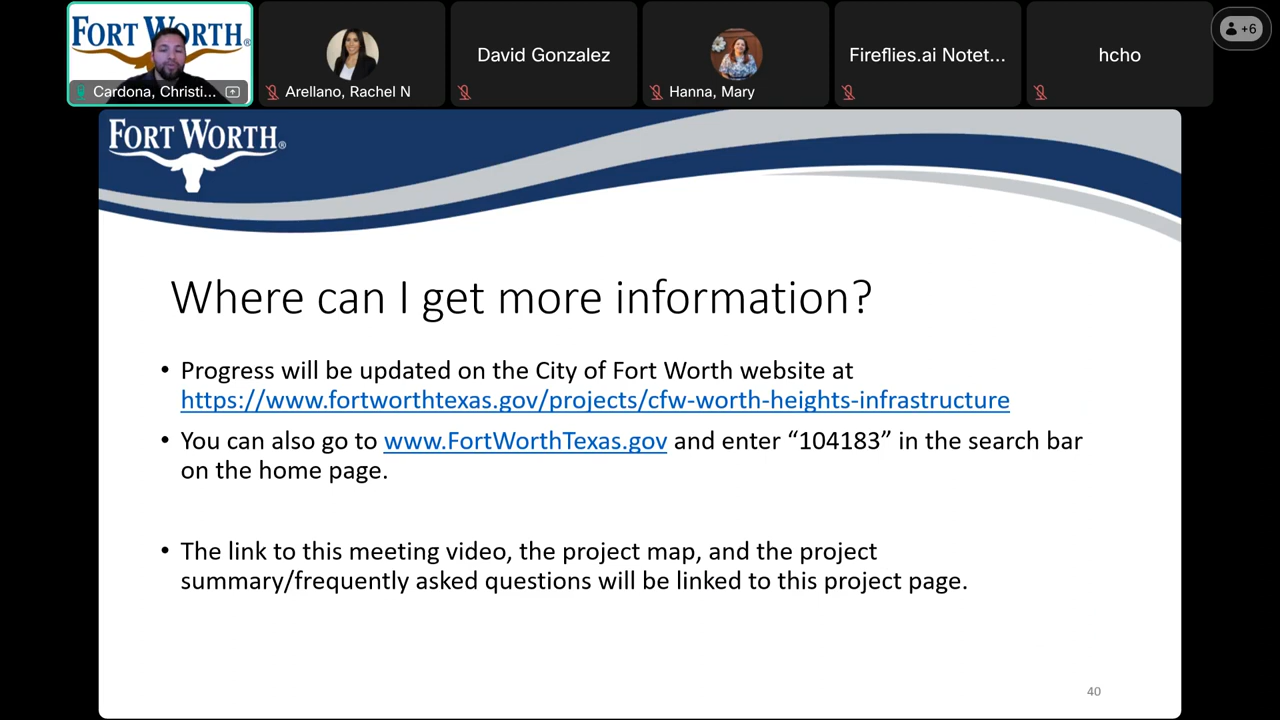 FORT WORTH®
Cardona, Christi...
Arellano, Rachel N
David Gonzalez
Hanna, Mary
Fireflies.ai Notet...
hcho
+6
FORT WORTH®
Where can I get more information?
• Progress will be updated on the City of Fort Worth website at
https://www.fortworthtexas.gov/projects/cfw-worth-heights-infrastructure
• You can also go to www.FortWorthTexas.gov and enter “104183” in the search bar
on the home page.
• The link to this meeting video, the project map, and the project
summary/frequently asked questions will be linked to this project page.
40